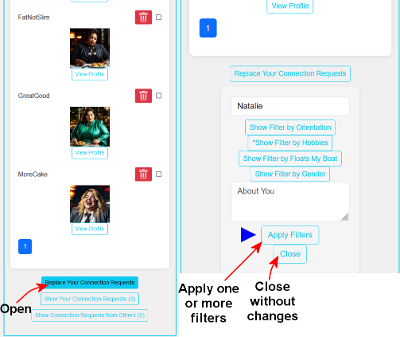 FatNotSlim
View Profile
GreatGood
View Profile
MoreCake
View Profile
1
Replace Your Connection Requests
Show Your Connection Requests (3)
Show Connection Requests from Others (0)
Open
View Profile
1
Replace Your Connection Requests
Natalie
Show Filter by Orientation
*Show Filter by Hobbies
Show Filter by Floats My Boat
Show Filter by Gender
About You
Apply Filters
Close
Apply one
or more
filters
Close
without
changes